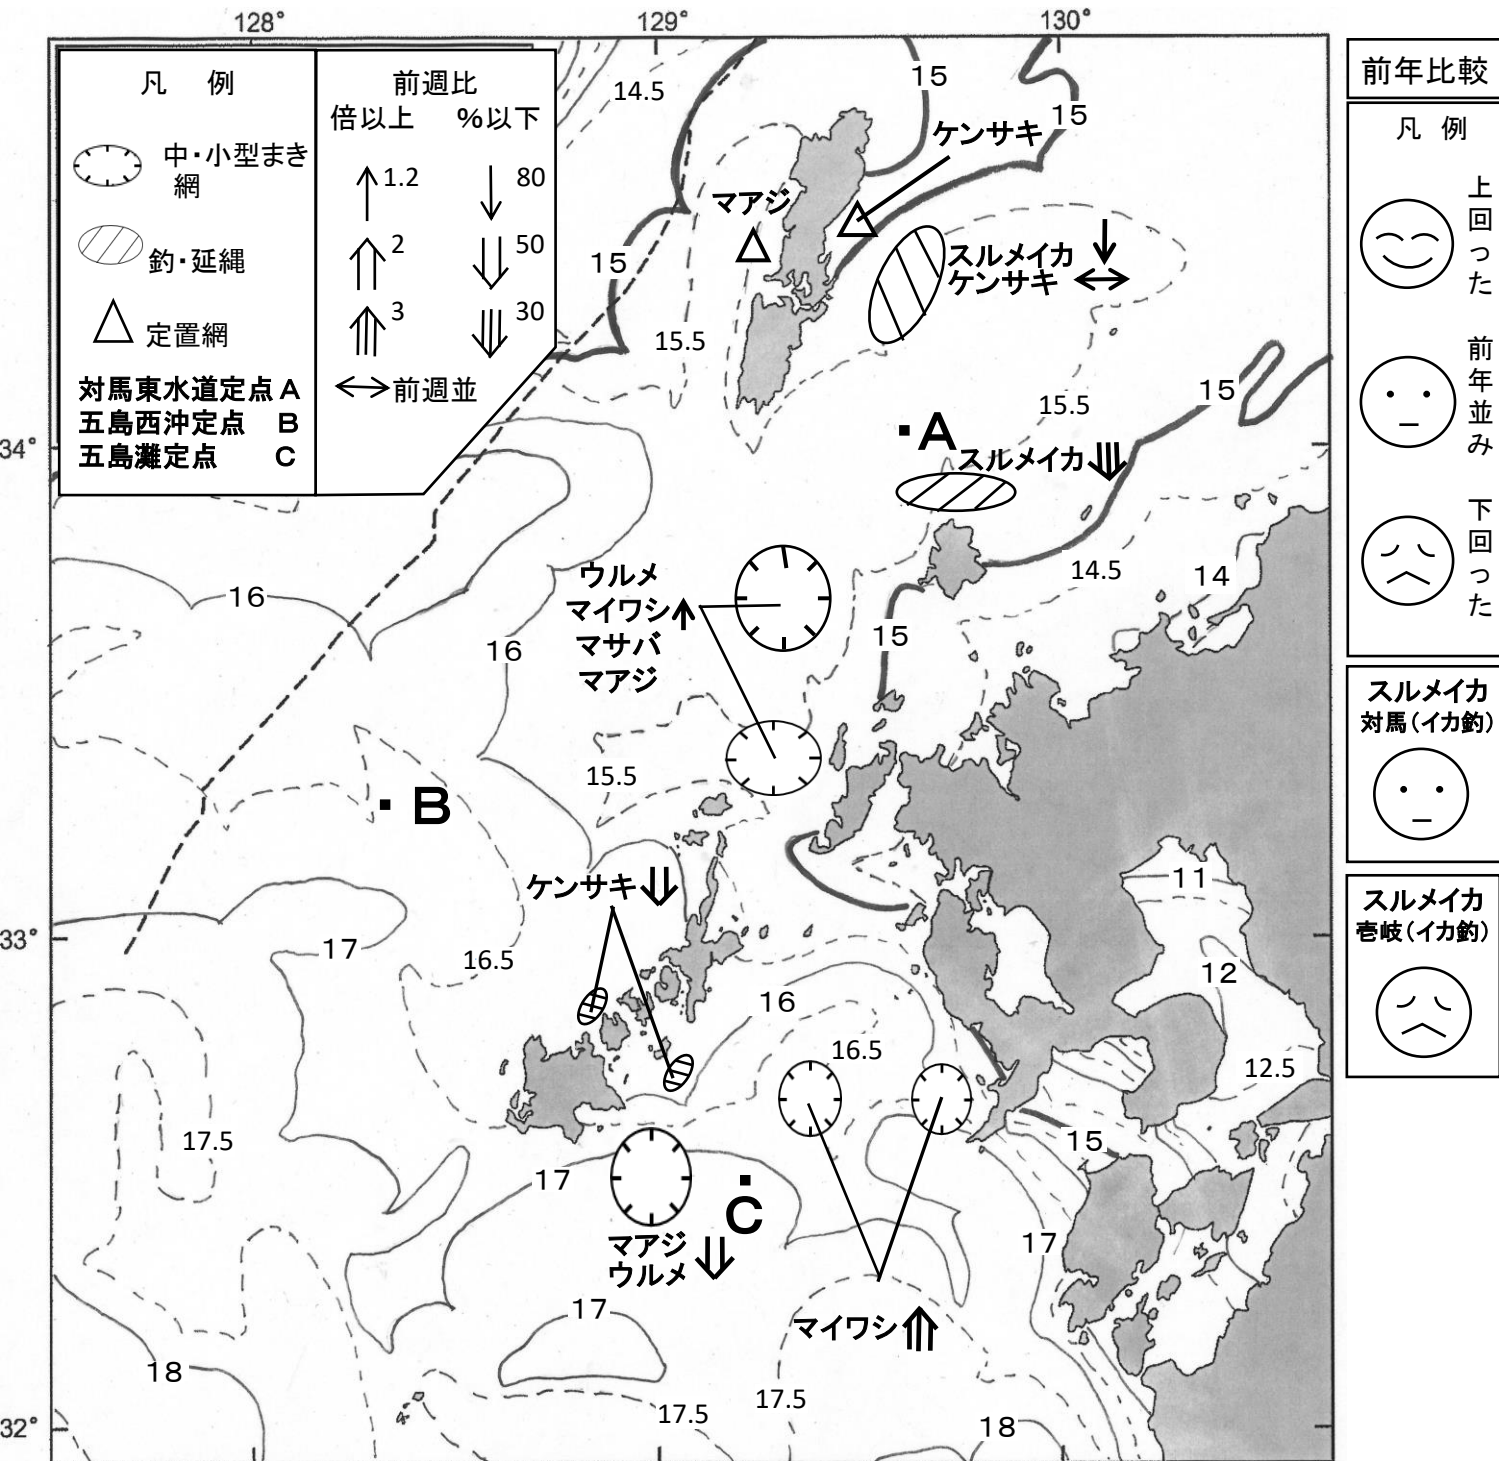 128°
129°
130°
凡　例
中・小型まき
網
釣・延縄
定置網
対馬東水道定点 A
五島西沖定点 B
五島灘定点 C
前週比
倍以上 %以下
1.2 80
2 50
3 30
前週並
14.5
15
15
ケンサキ
マアジ
スルメイカ
ケンサキ
15
15.5
15.5
15
34°
A
スルメイカ
14.5
14
ウルメ
マイワシ
マサバ
マアジ
16
16
15
15.5
B
ケンサキ
11
33°
17
16.5
12
16
16.5
12.5
17.5
15
17
C
17
マアジ
ウルメ
17
マイワシ
18
17.5
17.5
18
32°
前年比較
凡 例
上回った
前年並み
下回った
スルメイカ
対馬(イカ釣)
スルメイカ
壱岐(イカ釣)